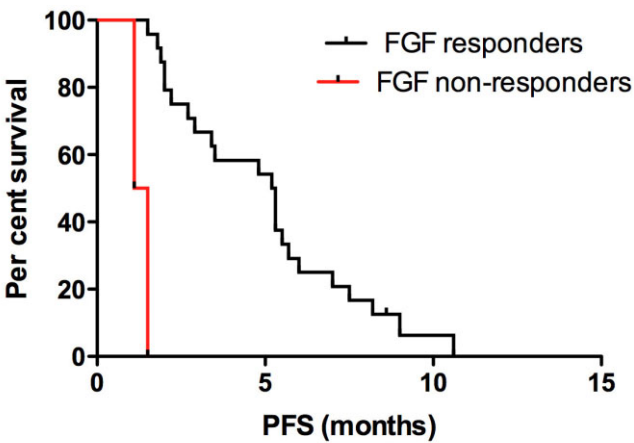 100
FGF responders
FGF non-responders
80
60
40
20
0
Per cent survival
0 5 10 15
PFS (months)